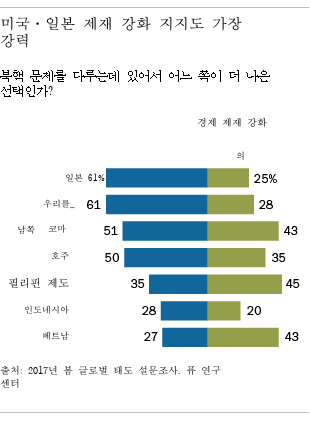 미국·일본 제재 강화 지지도 가장
강력
북핵 문제를 다루는데 있어서 어느 쪽이 더 나은
선택인가?
경제 제재 강화
의
일본 61% 25%
우리를_ 61 28
남쪽 코마 51 43
호주 50 35
필리핀 제도 35 45
인도네시아 28 20
베트남 27 43
출처: 2017년 봄 글로벌 태도 설문조사. 퓨 연구
센터